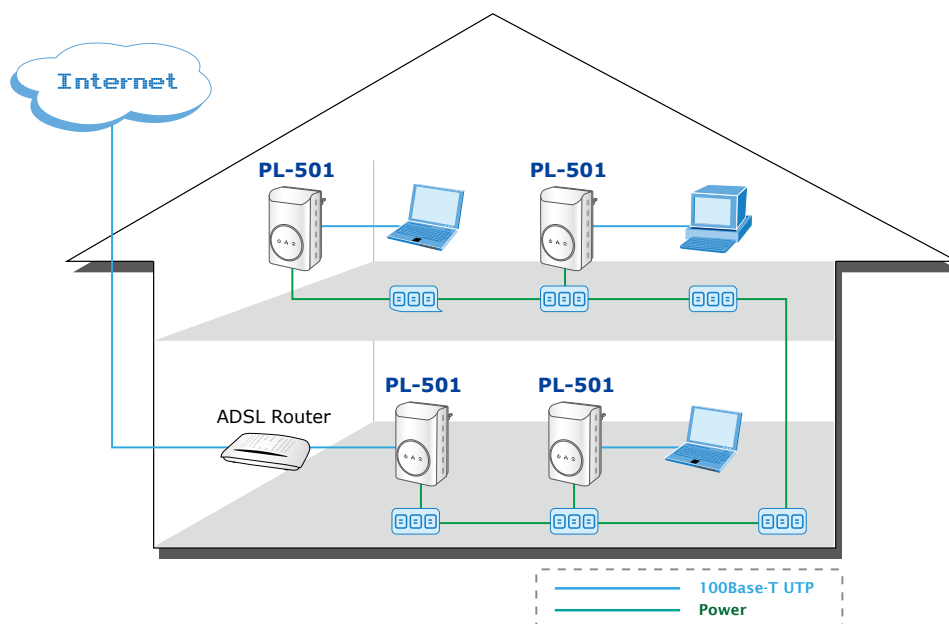 Internet
PL-501
PL-501
PL-501
PL-501
ADSL Router
100Base-T UTP
Power